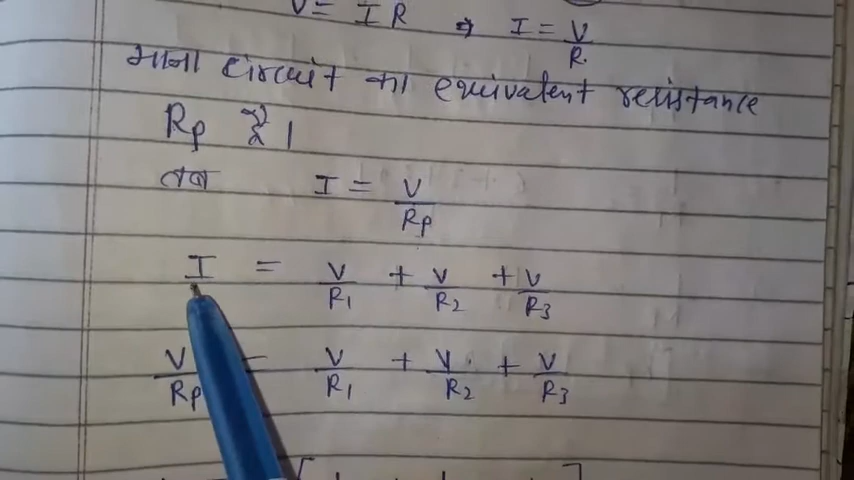 V = IR ⇒ I = V/R.
माना circuit का equivalent resistance
Rp है।
तब I = V/Rp
I = V/R1 + V/R2 + V/R3
V/Rp = V/R1 + V/R2 + V/R3